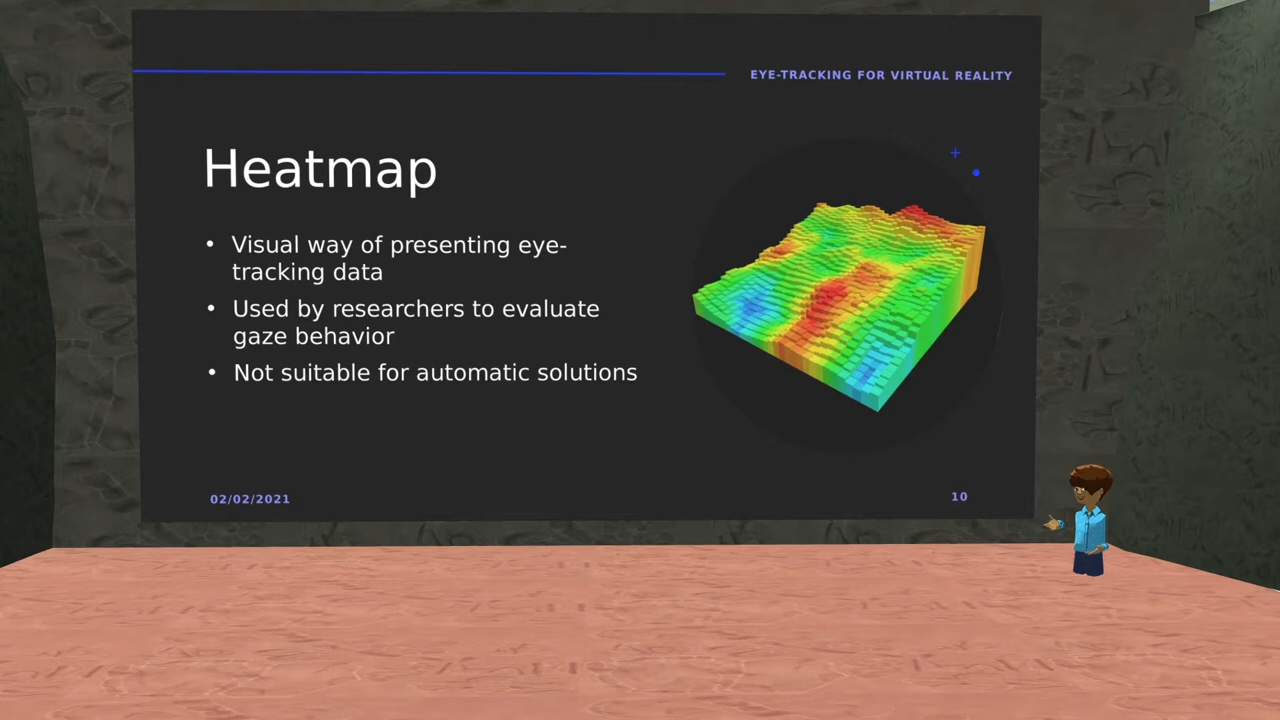 EYE-TRACKING FOR VIRTUAL REALITY
Heatmap
• Visual way of presenting eye-
tracking data
• Used by researchers to evaluate
gaze behavior
• Not suitable for automatic solutions
02/02/2021
10